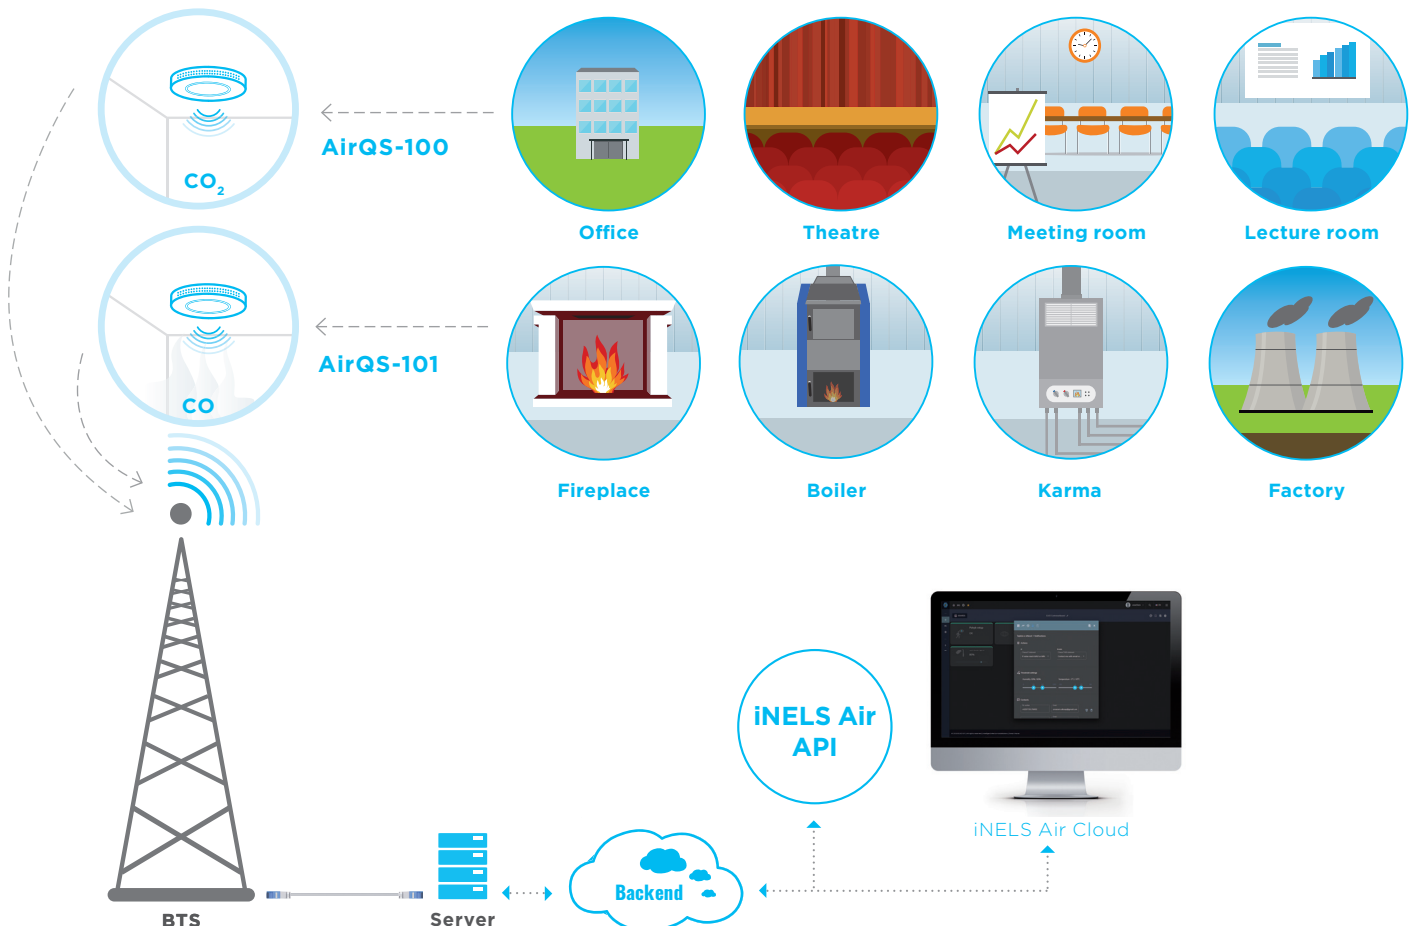 AirQS-100
CO₂
Office
Theatre
Meeting room
Lecture room
AirQS-101
CO
Fireplace
Boiler
Karma
Factory
iNELS Air
API
iNELS Air Cloud
Backend
BTS
Server